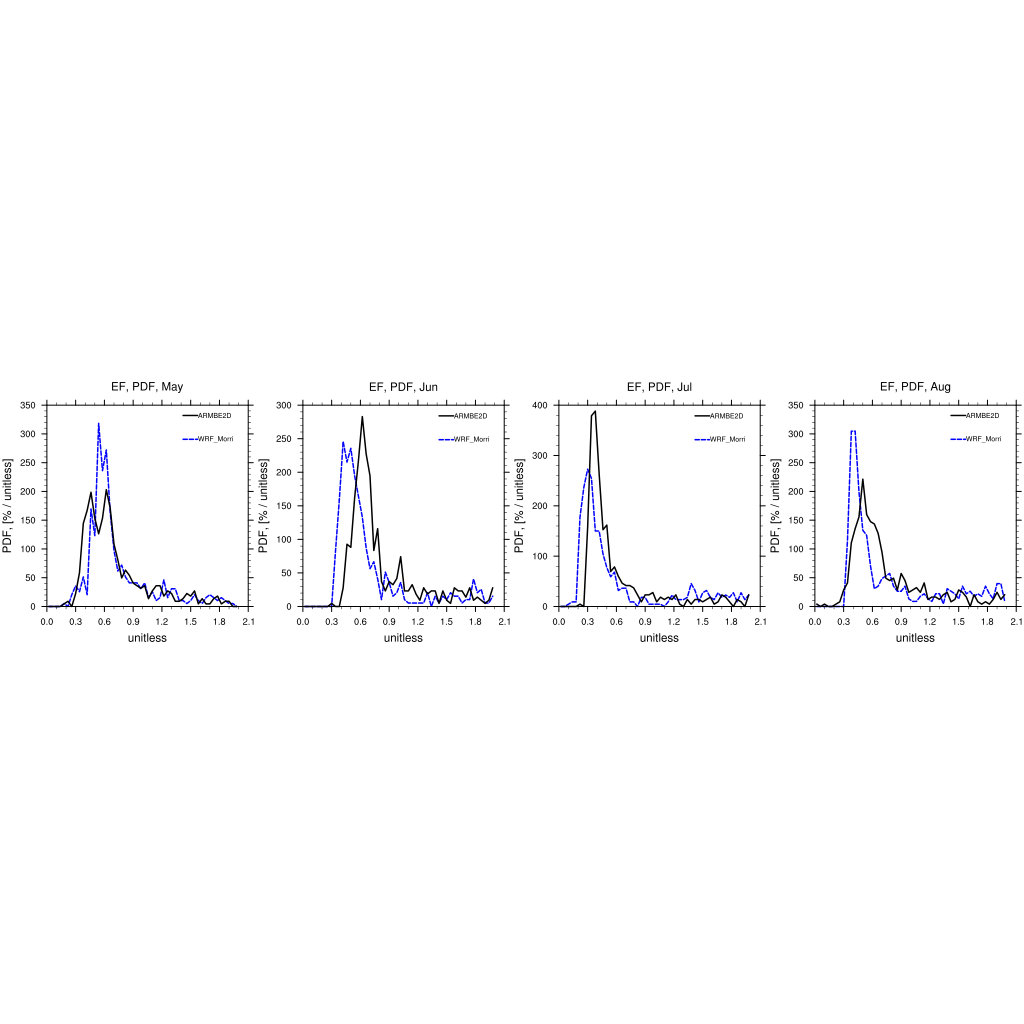 EF, PDF, May
350
300
250
200
150
100
50
0
PDF, [% / unitless]
ARMBE2D
WRF_Morri
0.0 0.3 0.6 0.9 1.2 1.5 1.8 2.1
unitless
EF, PDF, Jun
300
250
200
150
100
50
0
PDF, [% / unitless]
ARMBE2D
WRF_Morri
0.0 0.3 0.6 0.9 1.2 1.5 1.8 2.1
unitless
EF, PDF, Jul
400
300
200
100
0
PDF, [% / unitless]
ARMBE2D
WRF_Morri
0.0 0.3 0.6 0.9 1.2 1.5 1.8 2.1
unitless
EF, PDF, Aug
350
300
250
200
150
100
50
0
PDF, [% / unitless]
ARMBE2D
WRF_Morri
0.0 0.3 0.6 0.9 1.2 1.5 1.8 2.1
unitless